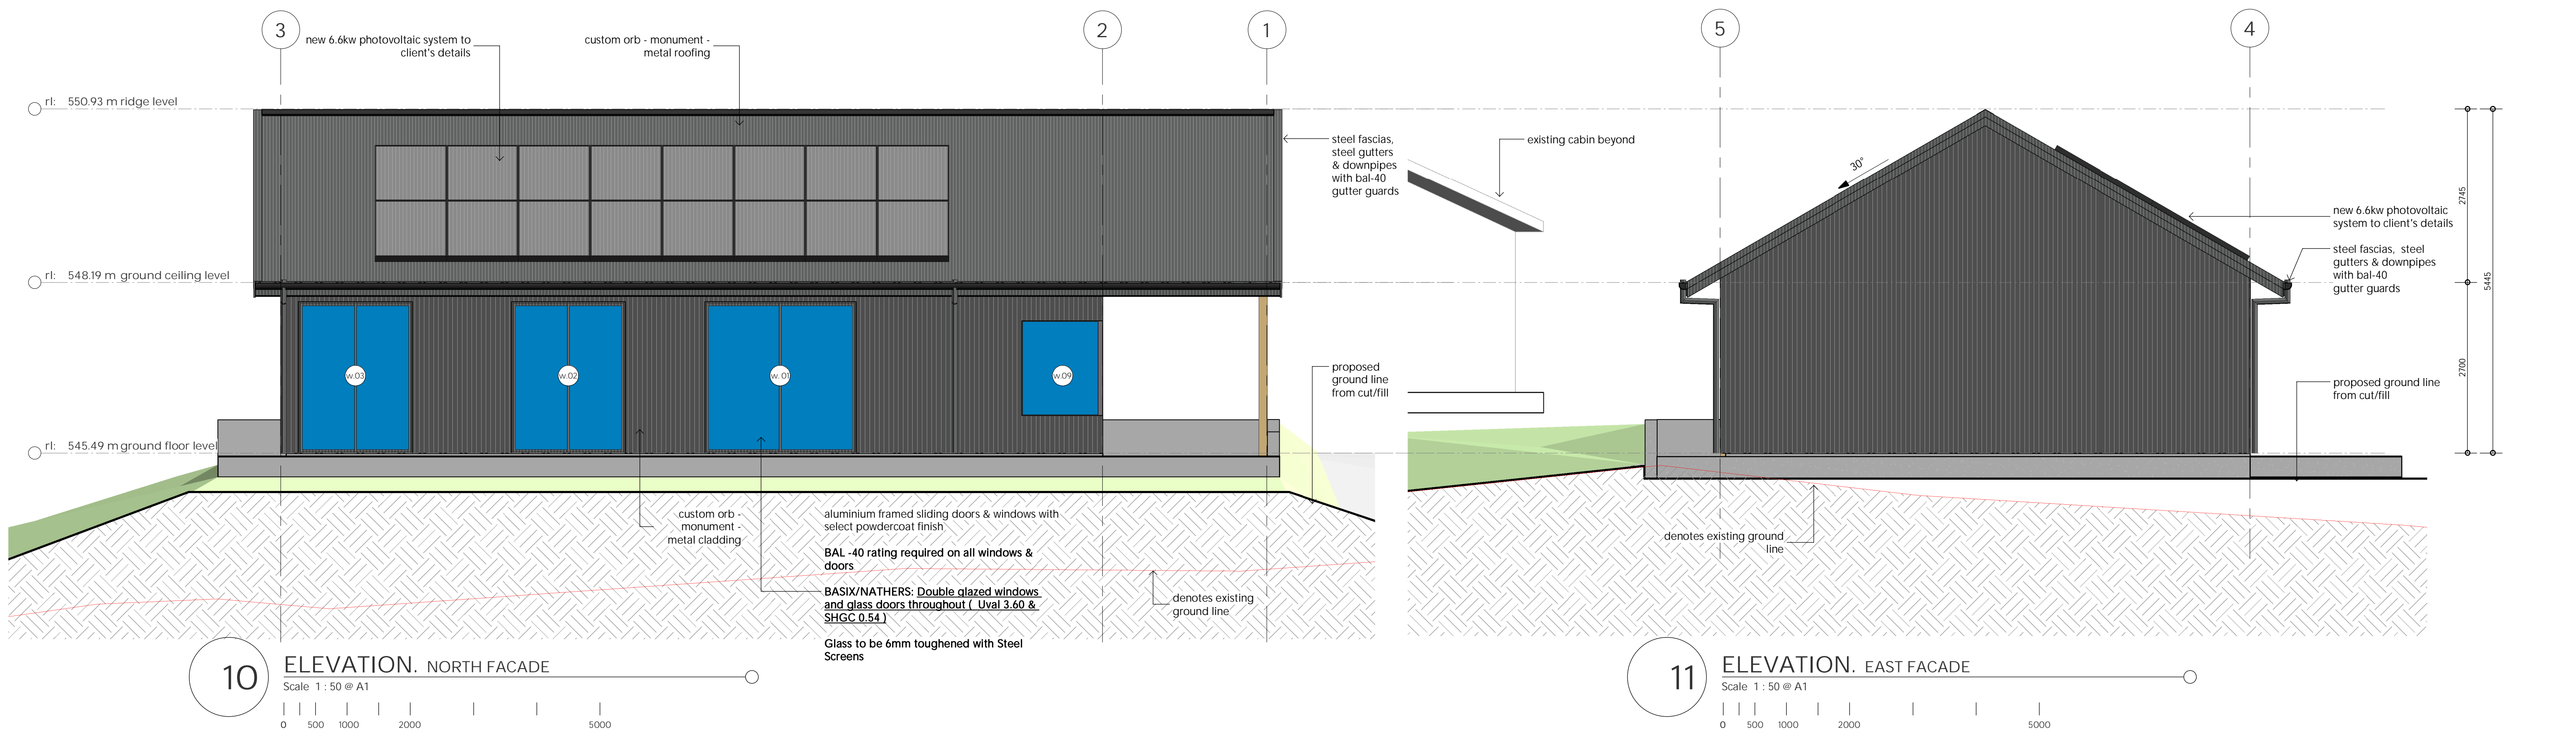 3
2
1
5
4
new 6.6kw photovoltaic system to
client's details
custom orb - monument -
metal roofing
rl: 550.93 m ridge level
steel fascias,
steel gutters
& downpipes
with bal-40
gutter guards
existing cabin beyond
30°
2745
new 6.6kw photovoltaic
system to client's details
steel fascias, steel
gutters & downpipes
with bal-40
gutter guards
5445
rl: 548.19 m ground ceiling level
w.03
w.02
w.01
w.09
proposed
ground line
from cut/fill
2700
proposed ground line
from cut/fill
rl: 545.49 m ground floor level
custom orb -
monument -
metal cladding
aluminium framed sliding doors & windows with
select powdercoat finish
BAL -40 rating required on all windows &
doors
BASIX/NATHERS: Double glazed windows
and glass doors throughout ( Uval 3.60 &
SHGC 0.54 )
Glass to be 6mm toughened with Steel
Screens
denotes existing
ground line
denotes existing ground
line
10
ELEVATION. NORTH FACADE
Scale 1 : 50 @ A1
0 500 1000 2000 5000
11
ELEVATION. EAST FACADE
Scale 1 : 50 @ A1
0 500 1000 2000 5000